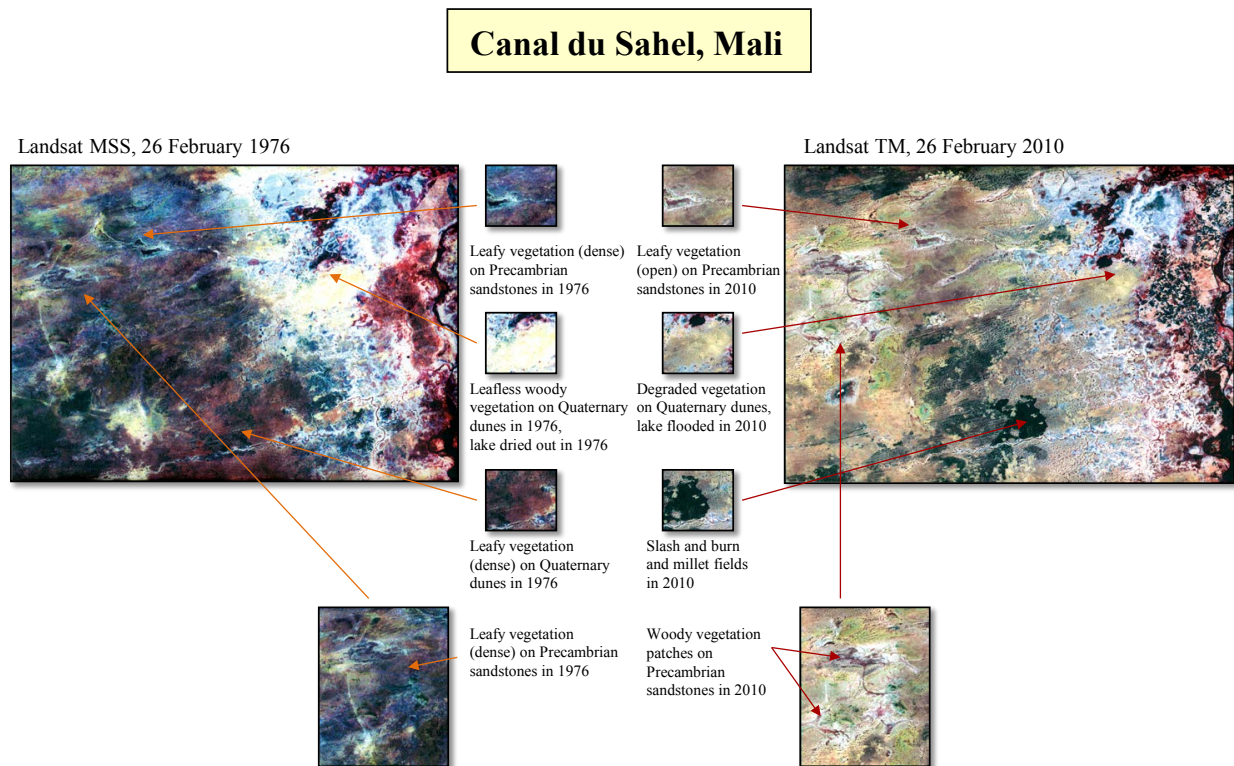 Canal du Sahel, Mali
Landsat MSS, 26 February 1976
Landsat TM, 26 February 2010
Leafy vegetation (dense)
on Precambrian
sandstones in 1976
Leafy vegetation
(open) on Precambrian
sandstones in 2010
Leafless woody
vegetation on Quaternary
dunes in 1976,
lake dried out in 1976
Degraded vegetation
on Quaternary dunes,
lake flooded in 2010
Leafy vegetation
(dense) on Quaternary
dunes in 1976
Slash and burn
and millet fields
in 2010
Leafy vegetation
(dense) on Precambrian
sandstones in 1976
Woody vegetation
patches on
Precambrian
sandstones in 2010